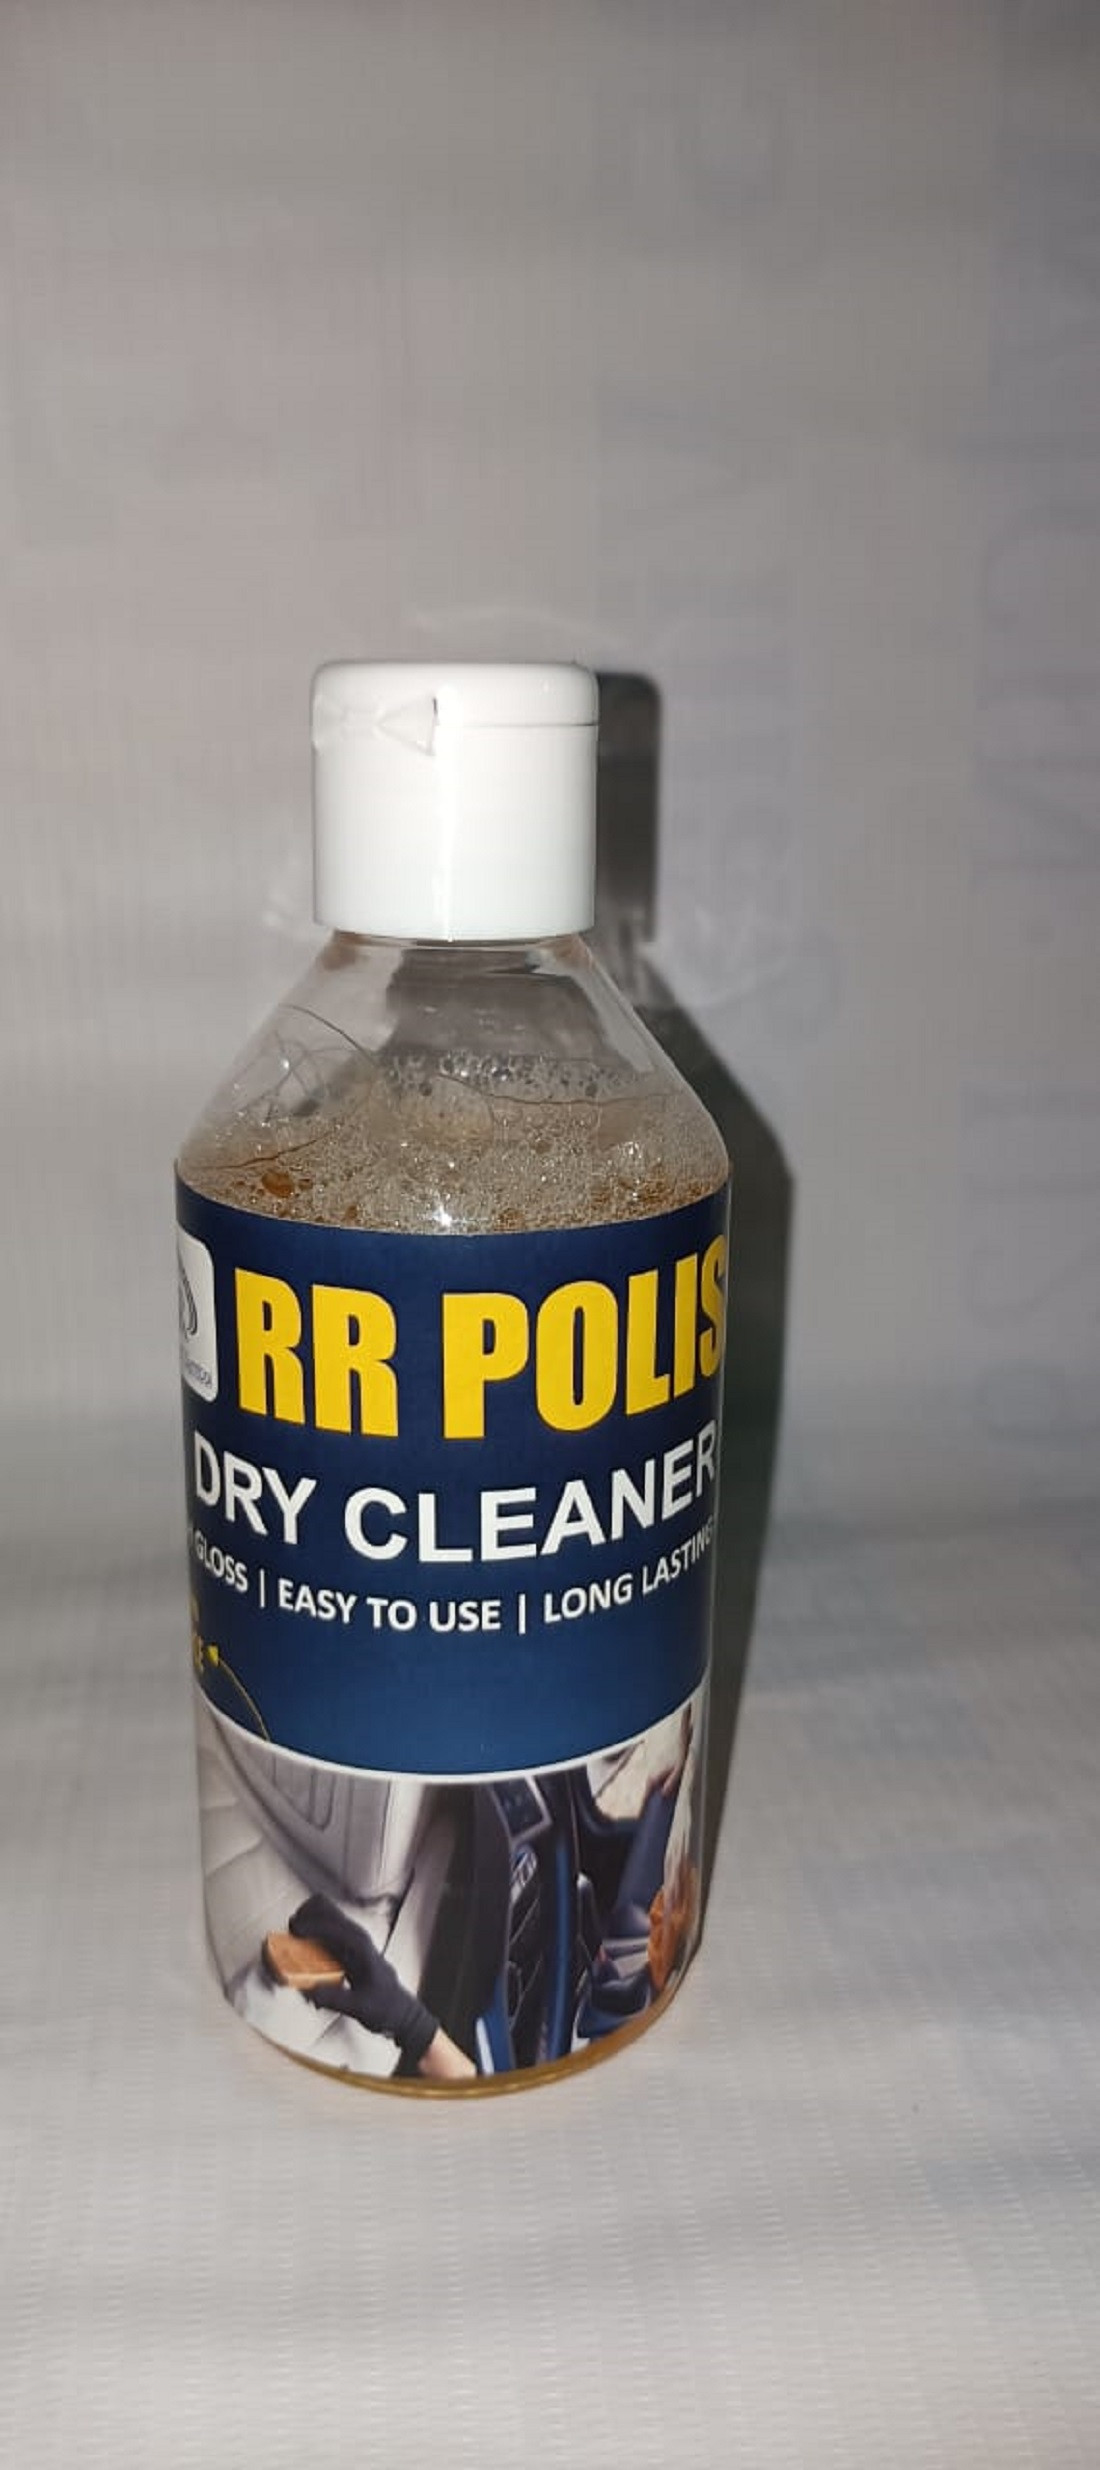 RR POLIS
DRY CLEANER
GLOSS | EASY TO USE | LONG LASTING